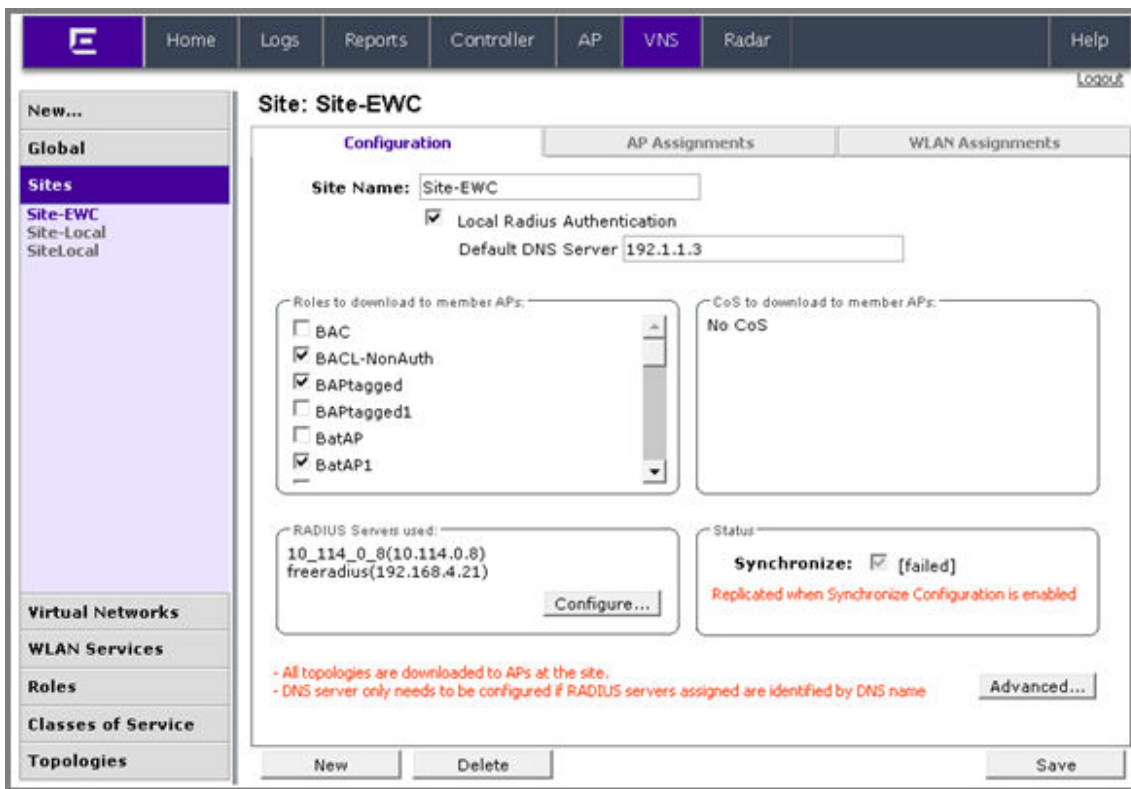 Home Logs Reports Controller AP VNS Radar Help
Logout
New...
Global
Sites
Site-EWC
Site-Local
SiteLocal
Virtual Networks
WLAN Services
Roles
Classes of Service
Topologies
Site: Site-EWC
Configuration AP Assignments WLAN Assignments
Site Name: Site-EWC
Local Radius Authentication
Default DNS Server 192.1.1.3
Roles to download to member APs:
BAC
BACL-NonAuth
BAPtagged
BAPtagged1
BatAP
BatAP1
CoS to download to member APs:
No CoS
RADIUS Servers used:
10_114_0_8(10.114.0.8)
freeradius(192.168.4.21)
Configure...
Status
Synchronize: [failed]
Replicated when Synchronize Configuration is enabled
- All topologies are downloaded to APs at the site.
- DNS server only needs to be configured if RADIUS servers assigned are identified by DNS name
Advanced...
New Delete Save